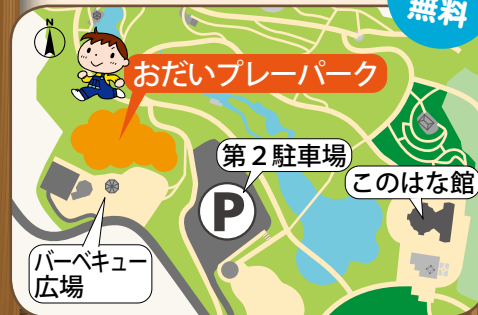 無料
N
おだいプレーパーク
第2駐車場
P
このはな館
バーベキュー
広場